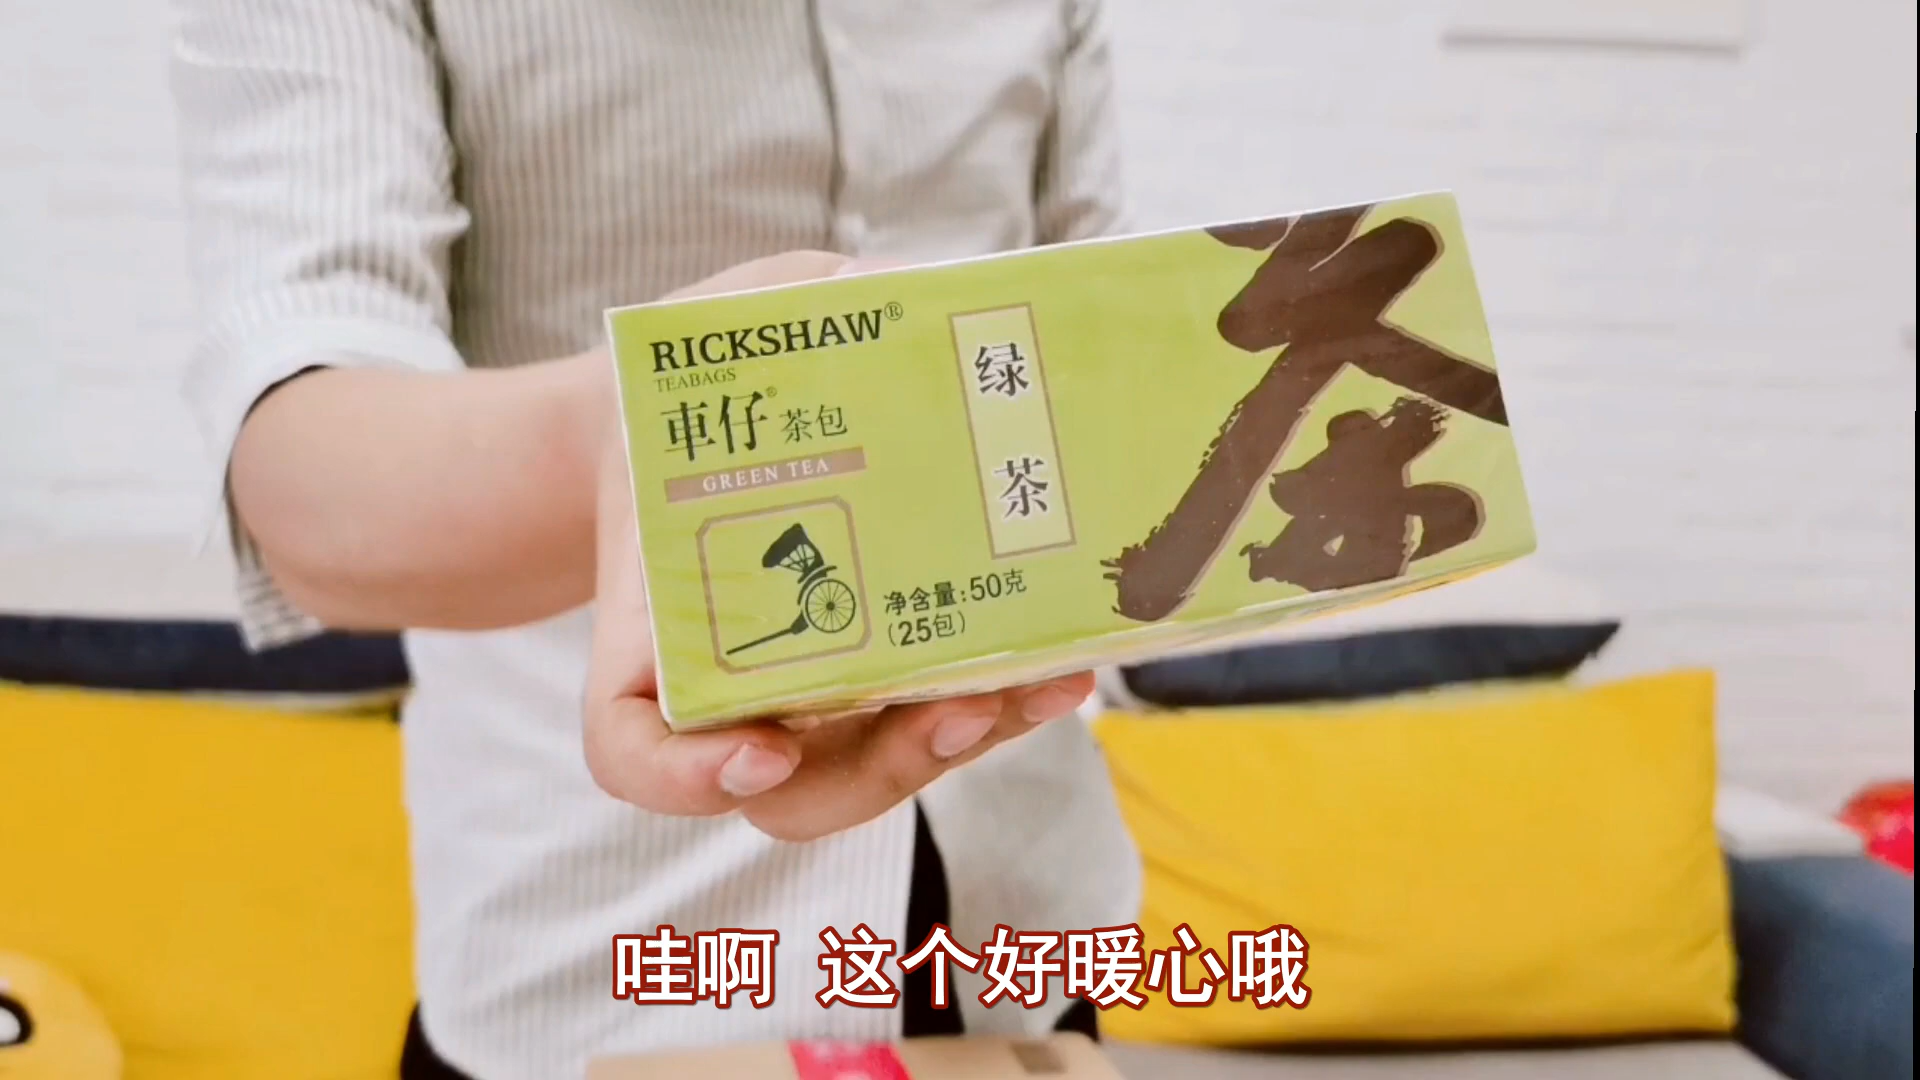 RICKSHAW®
TEABAGS
車仔® 茶包
GREEN TEA
绿茶
净含量:50克
(25包)
茶
哇啊 这个好暖心哦